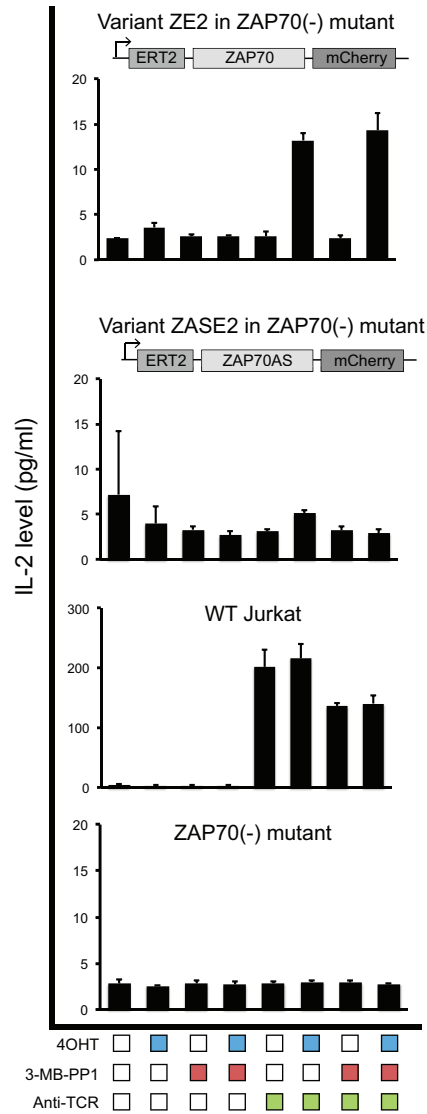 Variant ZE2 in ZAP70(-) mutant
ERT2 ZAP70 mCherry
20
15
10
5
0
Variant ZASE2 in ZAP70(-) mutant
ERT2 ZAP70AS mCherry
20
15
10
5
0
IL-2 level (pg/ml)
WT Jurkat
300
200
100
0
ZAP70(-) mutant
20
15
10
5
0
4OHT
3-MB-PP1
Anti-TCR